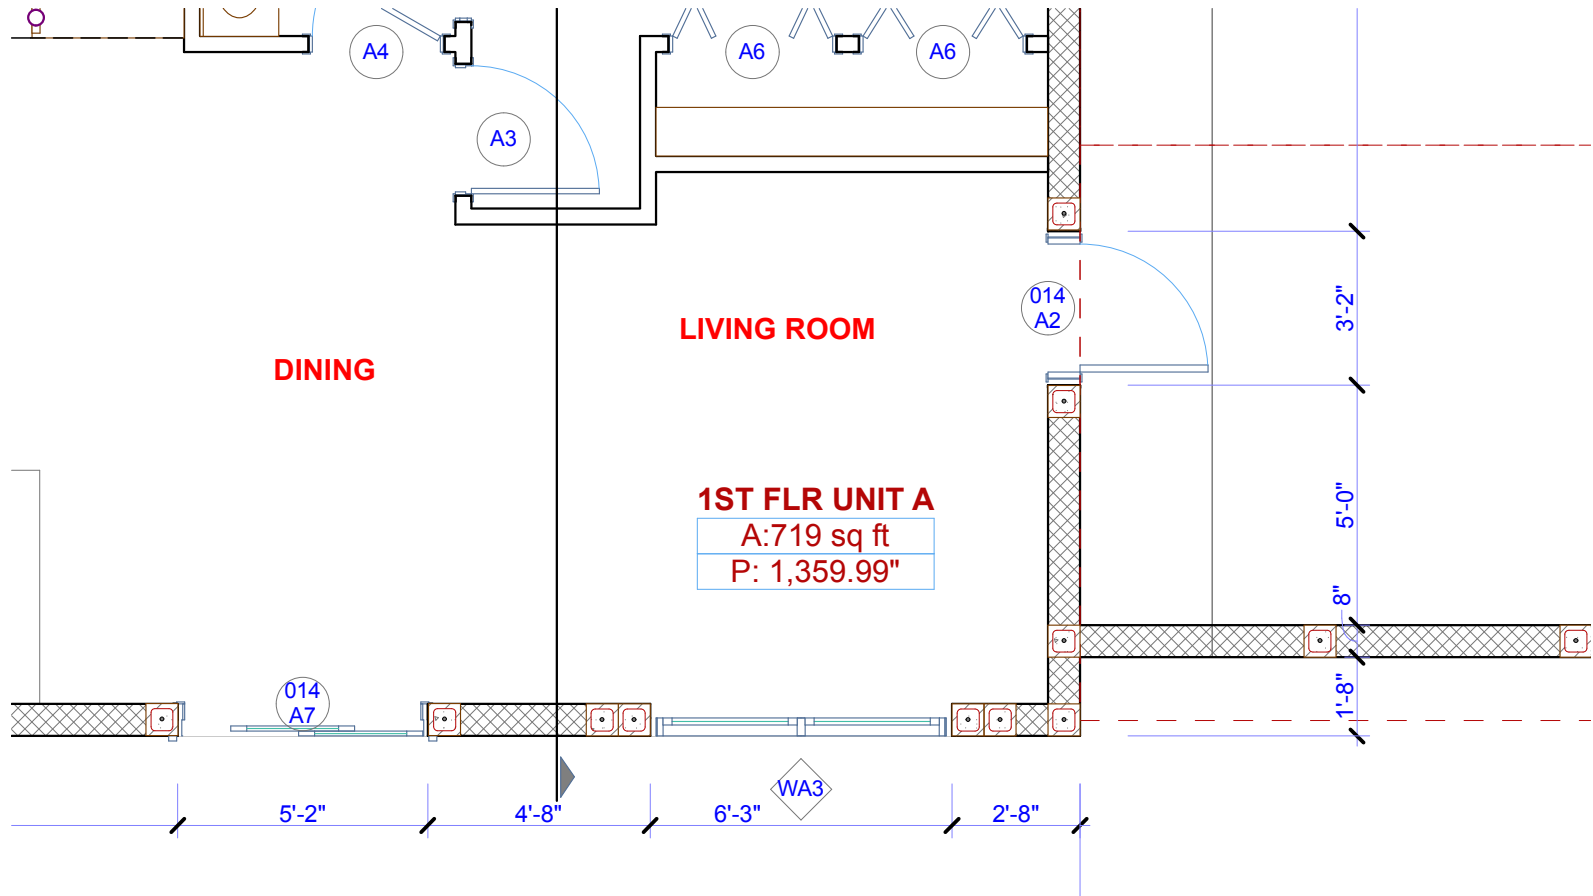 A4
A6
A6
A3
014
A2
3'-2"
LIVING ROOM
DINING
1ST FLR UNIT A
A:719 sq ft
P: 1,359.99"
5'-0"
8"
1'-8"
014
A7
WA3
5'-2"
4'-8"
6'-3"
2'-8"